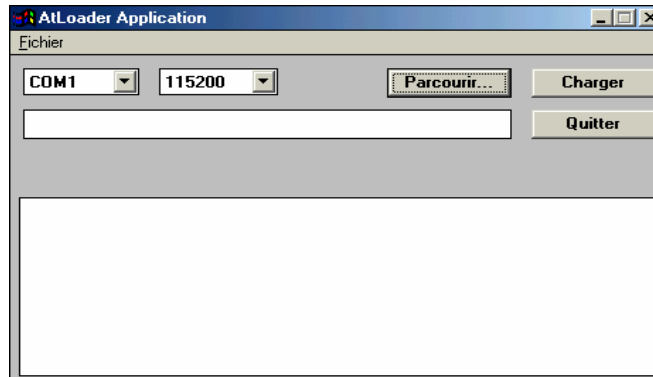 AtLoader Application
Fichier
COM1 115200 Parcourir... Charger
Quitter